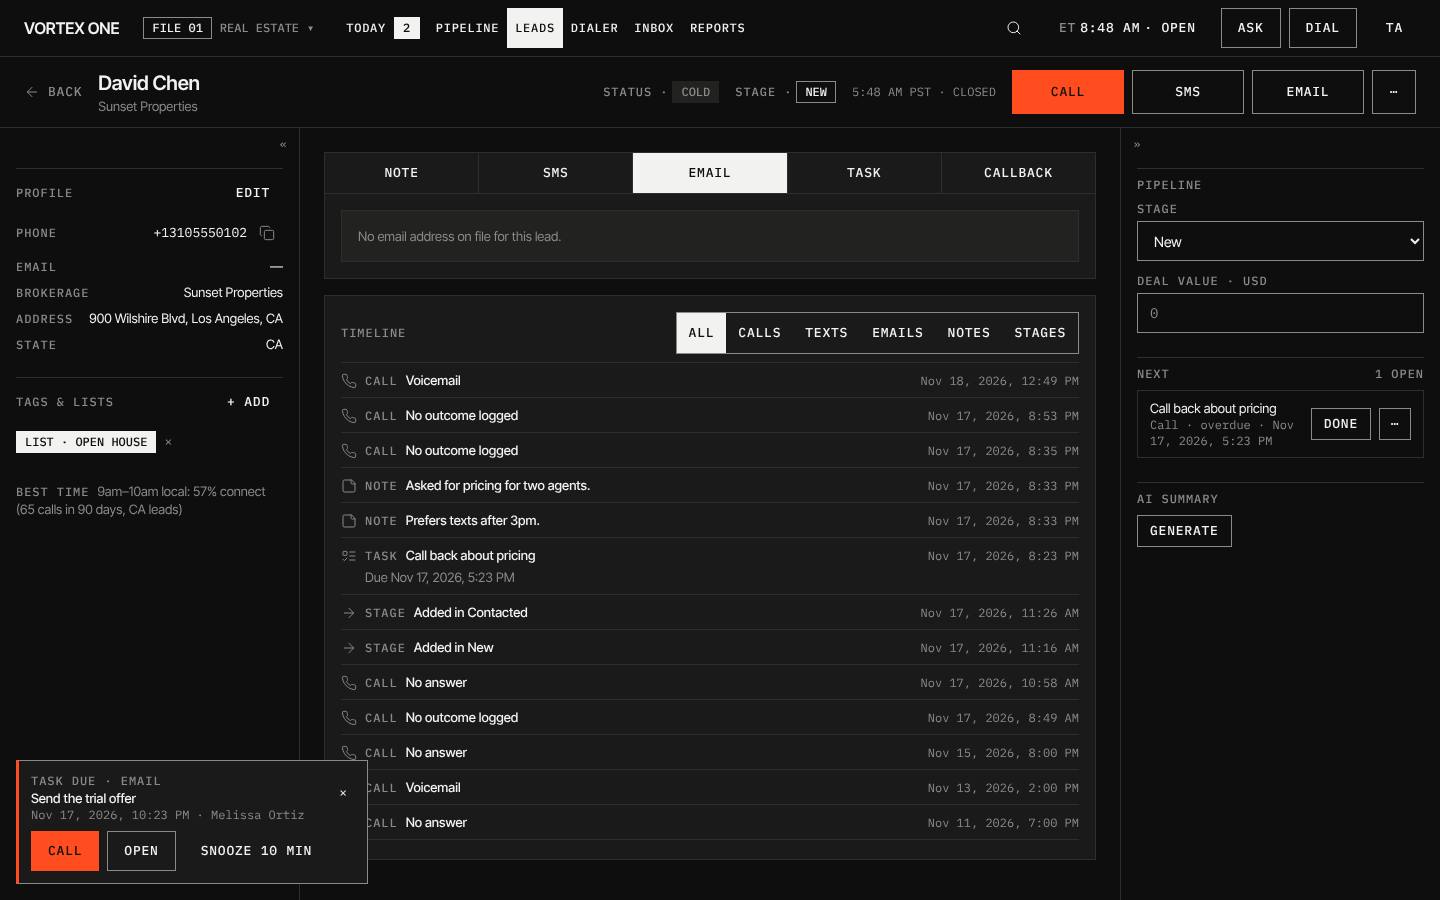 VORTEX ONE
FILE 01 REAL ESTATE ▾
TODAY 2 PIPELINE LEADS DIALER INBOX REPORTS
ET 8:48 AM · OPEN
ASK
DIAL
TA
← BACK
David Chen
Sunset Properties
STATUS · COLD STAGE · NEW 5:48 AM PST · CLOSED
CALL
SMS
EMAIL
⋯
«
PROFILE EDIT
PHONE +13105550102
EMAIL —
BROKERAGE Sunset Properties
ADDRESS 900 Wilshire Blvd, Los Angeles, CA
STATE CA
TAGS & LISTS + ADD
LIST · OPEN HOUSE ×
BEST TIME 9am–10am local: 57% connect
(65 calls in 90 days, CA leads)
NOTE SMS EMAIL TASK CALLBACK
No email address on file for this lead.
TIMELINE ALL CALLS TEXTS EMAILS NOTES STAGES
CALL Voicemail Nov 18, 2026, 12:49 PM
CALL No outcome logged Nov 17, 2026, 8:53 PM
CALL No outcome logged Nov 17, 2026, 8:35 PM
NOTE Asked for pricing for two agents. Nov 17, 2026, 8:33 PM
NOTE Prefers texts after 3pm. Nov 17, 2026, 8:33 PM
TASK Call back about pricing Nov 17, 2026, 8:23 PM
Due Nov 17, 2026, 5:23 PM
STAGE Added in Contacted Nov 17, 2026, 11:26 AM
STAGE Added in New Nov 17, 2026, 11:16 AM
CALL No answer Nov 17, 2026, 10:58 AM
CALL No outcome logged Nov 17, 2026, 8:49 AM
CALL No answer Nov 15, 2026, 8:00 PM
CALL Voicemail Nov 13, 2026, 2:00 PM
CALL No answer Nov 11, 2026, 7:00 PM
»
PIPELINE
STAGE
New
DEAL VALUE · USD
0
NEXT 1 OPEN
Call back about pricing
Call · overdue · Nov
17, 2026, 5:23 PM
DONE
⋯
AI SUMMARY
GENERATE
TASK DUE · EMAIL
×
Send the trial offer
Nov 17, 2026, 10:23 PM · Melissa Ortiz
CALL OPEN SNOOZE 10 MIN